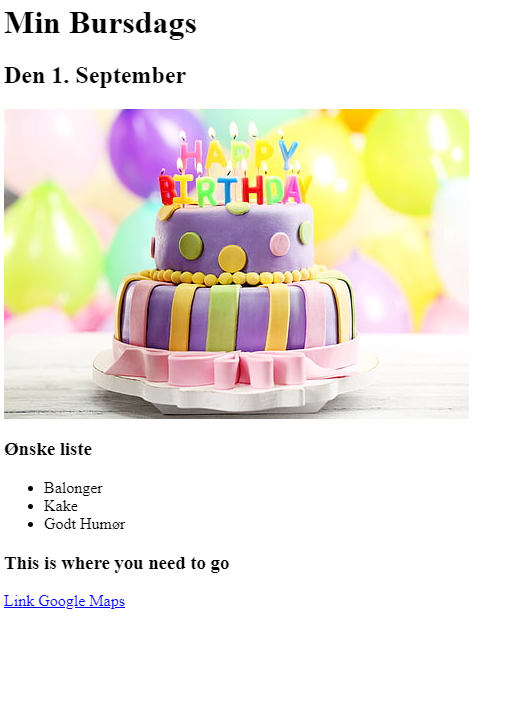 Min Bursdags
Den 1. September
HAPPY
BIRTHDAY
Ønske liste
Balonger
Kake
Godt Humør
This is where you need to go
Link Google Maps